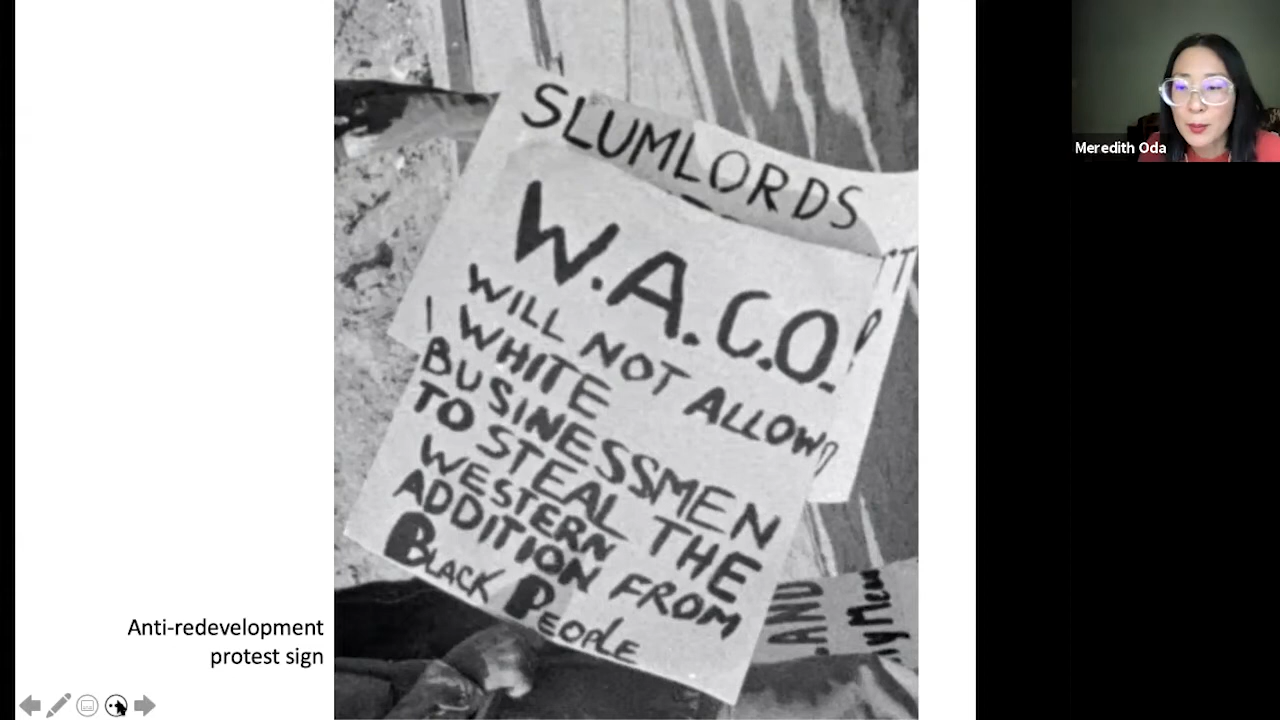 SLUMLORDS
W.A.C.O.
WILL NOT ALLOW
WHITE
BUSINESSMEN
TO STEAL THE
WESTERN
ADDITION FROM
BLACK PEOPLE
AND
Anti-redevelopment
protest sign
Meredith Oda